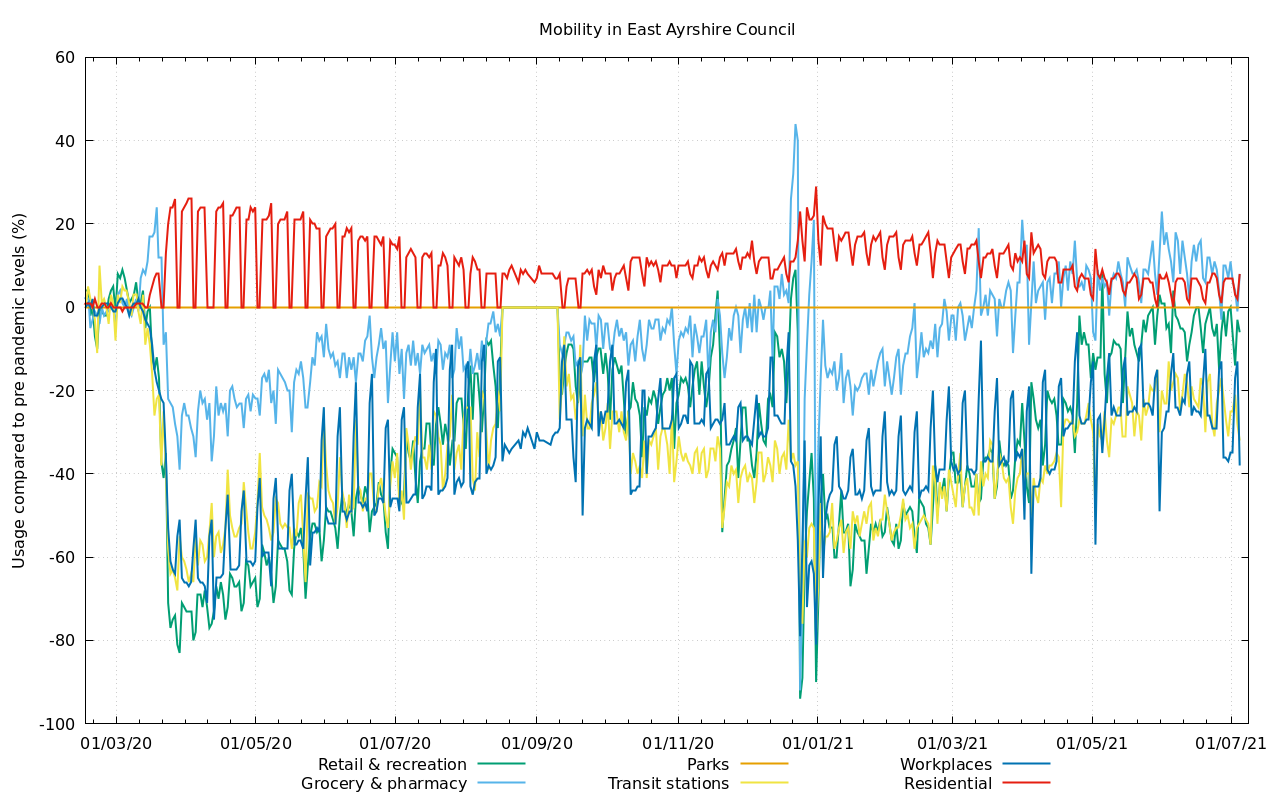 Mobility in East Ayrshire Council
Usage compared to pre pandemic levels (%)
60
40
20
0
-20
-40
-60
-80
-100
01/03/20 01/05/20 01/07/20 01/09/20 01/11/20 01/01/21 01/03/21 01/05/21 01/07/21
Retail & recreation Parks Workplaces
Grocery & pharmacy Transit stations Residential